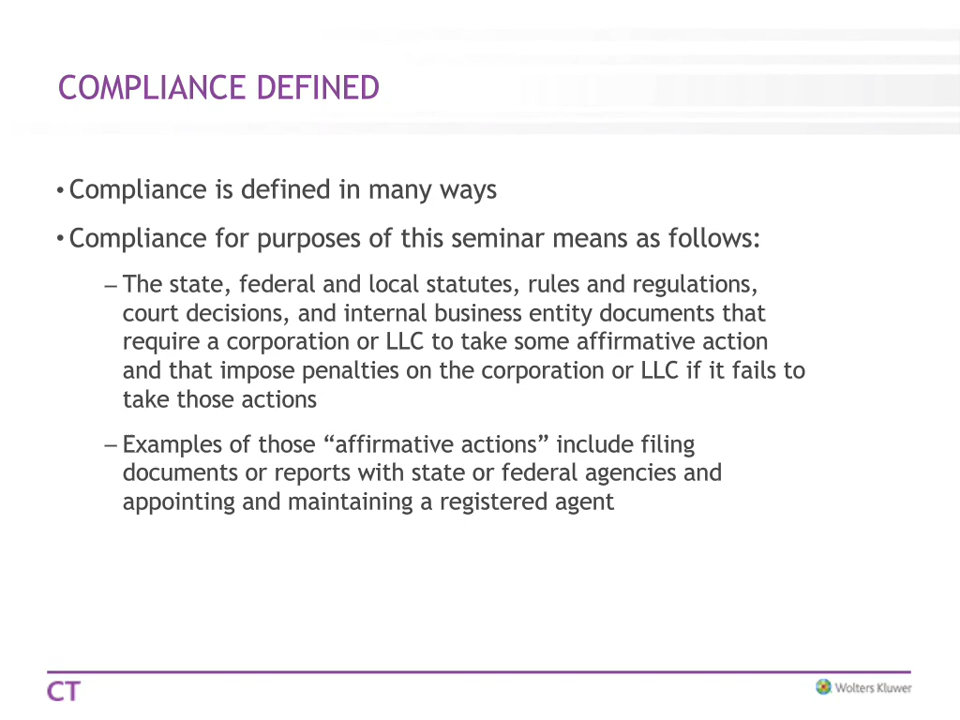 COMPLIANCE DEFINED
• Compliance is defined in many ways
• Compliance for purposes of this seminar means as follows:
– The state, federal and local statutes, rules and regulations,
court decisions, and internal business entity documents that
require a corporation or LLC to take some affirmative action
and that impose penalties on the corporation or LLC if it fails to
take those actions
– Examples of those “affirmative actions” include filing
documents or reports with state or federal agencies and
appointing and maintaining a registered agent
CT
Wolters Kluwer